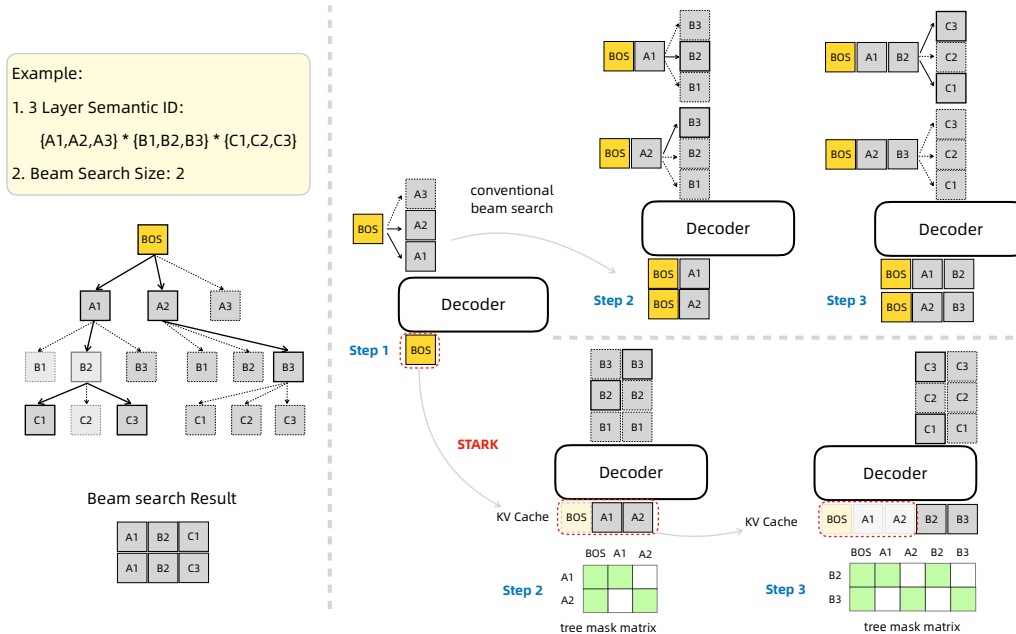 Example:
1. 3 Layer Semantic ID:
{A1,A2,A3} * {B1,B2,B3} * {C1,C2,C3}
2. Beam Search Size: 2
BOS
A1 A2 A3
B1 B2 B3 B1 B2 B3
C1 C2 C3 C1 C2 C3
Beam search Result
A1 B2 C1
A1 B2 C3
BOS
A3
A2
A1
Decoder
Step 1
BOS
conventional
beam search
BOS A1
B3
B2
B1
BOS A2
B3
B2
B1
Decoder
Step 2
BOS A1
BOS A2
BOS A1 B2
C3
C2
C1
BOS A2 B3
C3
C2
C1
Decoder
Step 3
BOS A1 B2
BOS A2 B3
STARK
B3 B3
B2 B2
B1 B1
Decoder
KV Cache
BOS A1 A2
BOS A1 A2
A1
A2
Step 2
tree mask matrix
C3 C3
C2 C2
C1 C1
Decoder
KV Cache
BOS A1 A2 B2 B3
BOS A1 A2 B2 B3
B2
B3
Step 3
tree mask matrix